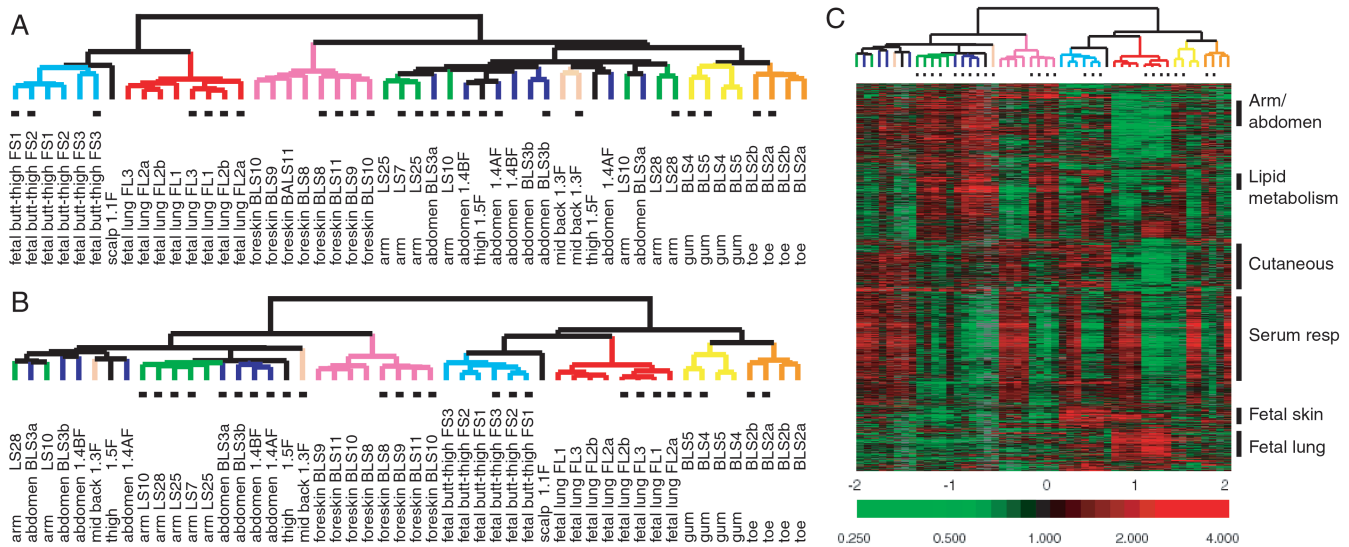 A
fetal butt-thigh FS1
fetal butt-thigh FS2
fetal butt-thigh FS1
fetal butt-thigh FS2
fetal butt-thigh FS3
fetal butt-thigh FS3
scalp 1.1F
fetal lung FL3
fetal lung FL2a
fetal lung FL2b
fetal lung FL1
fetal lung FL3
fetal lung FL1
fetal lung FL2b
fetal lung FL2a
foreskin BLS10
foreskin BLS9
foreskin BALS11
foreskin BLS8
foreskin BLS8
foreskin BLS11
foreskin BLS9
foreskin BLS10
arm LS25
arm LS7
arm LS25
abdomen BLS3a
arm LS10
abdomen 1.4BF
thigh 1.5F
abdomen 1.4AF
abdomen 1.4BF
abdomen BLS3b
abdomen BLS3b
mid back 1.3F
mid back 1.3F
thigh 1.5F
abdomen 1.4AF
arm LS10
abdomen BLS3a
arm LS28
arm LS28
gum BLS4
gum BLS5
gum BLS4
gum BLS5
toe BLS2b
toe BLS2a
toe BLS2b
toe BLS2a
B
arm LS28
abdomen BLS3a
arm LS10
abdomen BLS3b
abdomen 1.4BF
mid back 1.3F
thigh 1.5F
abdomen 1.4AF
arm LS10
arm LS28
arm LS25
arm LS7
arm LS25
abdomen BLS3a
abdomen BLS3b
abdomen 1.4BF
abdomen 1.4AF
thigh 1.5F
mid back 1.3F
foreskin BLS9
foreskin BLS11
foreskin BLS10
foreskin BLS8
foreskin BLS8
foreskin BLS9
foreskin BLS11
foreskin BLS10
fetal butt-thigh FS3
fetal butt-thigh FS2
fetal butt-thigh FS1
fetal butt-thigh FS3
fetal butt-thigh FS2
fetal butt-thigh FS1
scalp 1.1F
fetal lung FL1
fetal lung FL3
fetal lung FL2b
fetal lung FL2a
fetal lung FL2b
fetal lung FL3
fetal lung FL1
fetal lung FL2a
gum BLS5
gum BLS4
gum BLS5
gum BLS4
toe BLS2b
toe BLS2a
toe BLS2b
toe BLS2a
C
Arm/
abdomen
Lipid
metabolism
Cutaneous
Serum resp
Fetal skin
Fetal lung
-2 -1 0 1 2
0.250 0.500 1.000 2.000 4.000